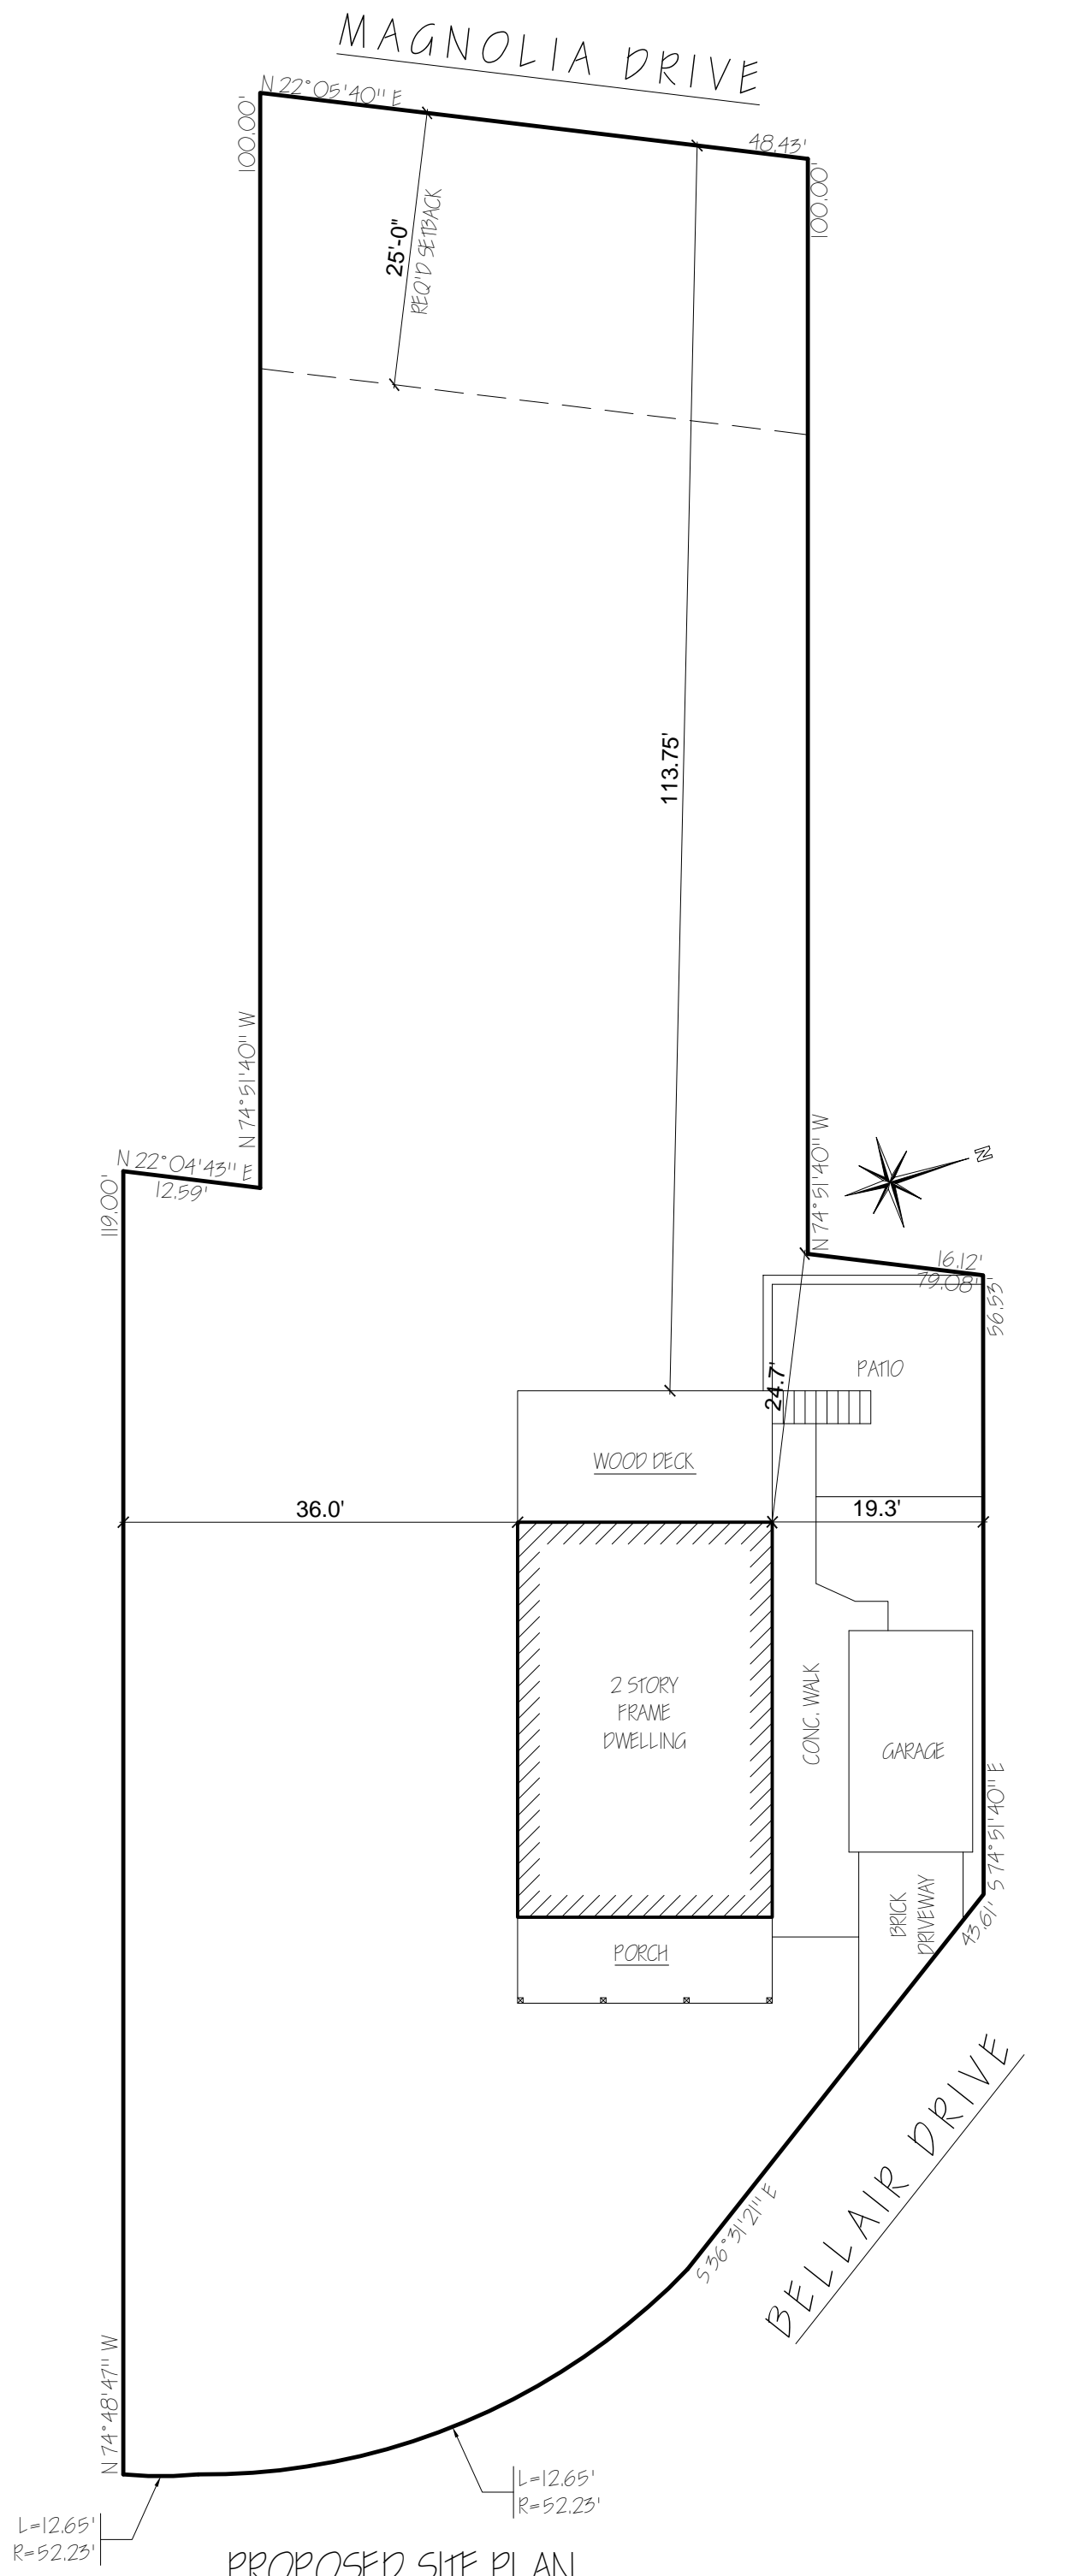 MAGNOLIA DRIVE
N 22°05'40" E
48.43'
100.00'
100.00'
25'-0"
REQ'D SETBACK
113.75'
N 74°51'40" W
N 74°51'40" W
N
N 22°04'43" E
12.59'
119.00'
16.12'
79.08'
56.53'
PATIO
24.7'
WOOD DECK
36.0'
19.3'
2 STORY
FRAME
DWELLING
CONC. WALK
GARAGE
S 74°51'40" E
BRICK
DRIVEWAY
43.61'
PORCH
S 36°31'21" E
BELLAIR DRIVE
N 74°48'47" W
L=12.65'
R=52.23'
L=12.65'
R=52.23'
PROPOSED SITE PLAN